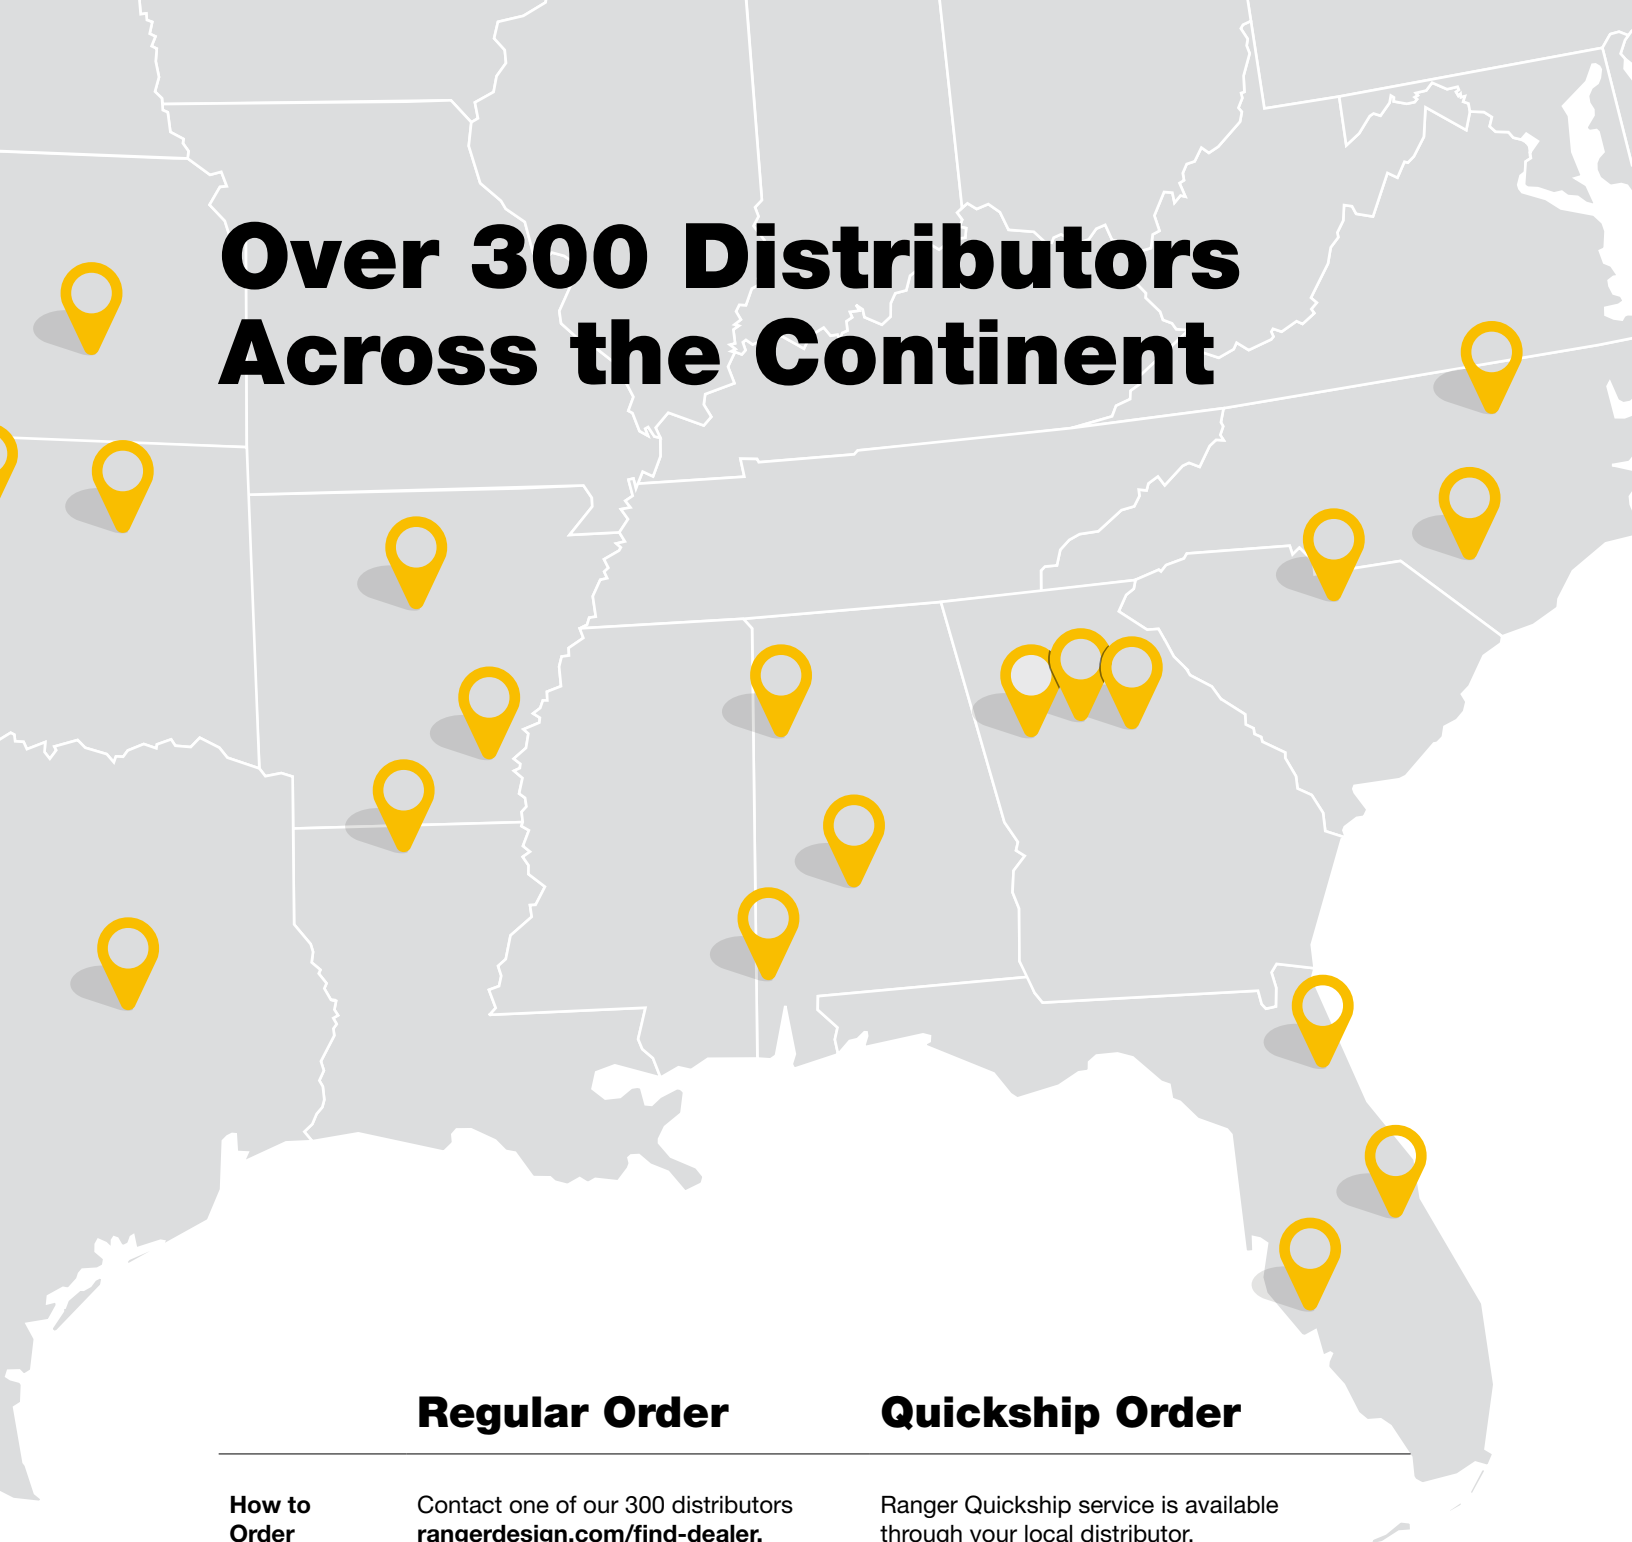 Over 300 Distributors
Across the Continent
Regular Order
Quickship Order
How to
Order
Contact one of our 300 distributors
rangerdesign.com/find-dealer.
Ranger Quickship service is available
through your local distributor.